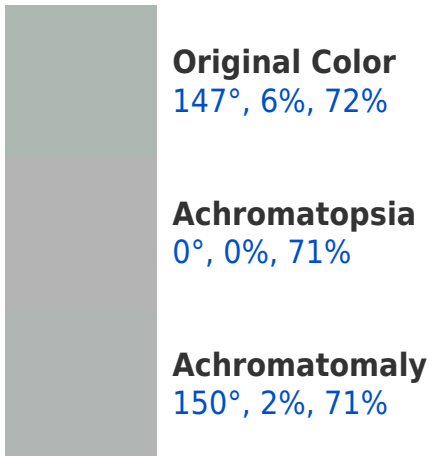 Original Color
147°, 6%, 72%
Achromatopsia
0°, 0%, 71%
Achromatomaly
150°, 2%, 71%